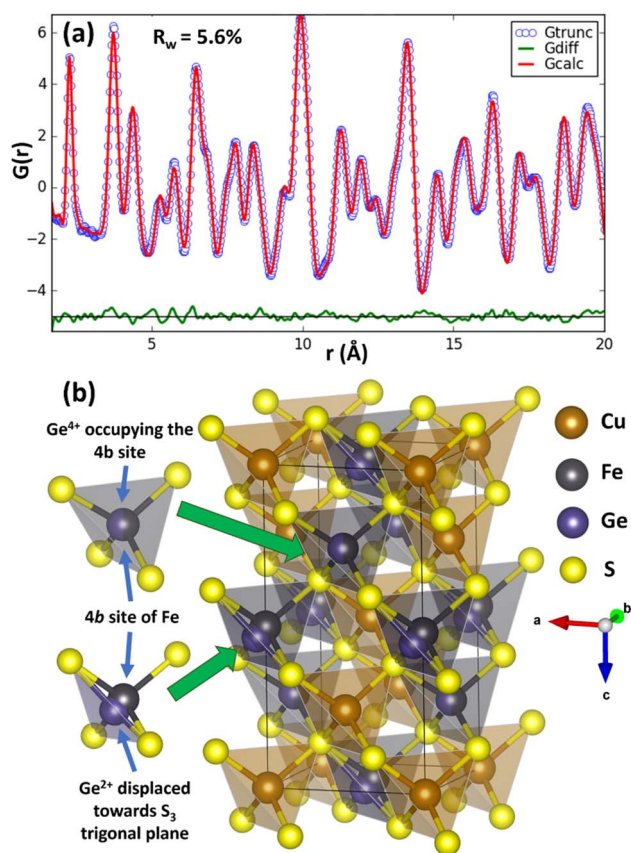 (a)
R_w = 5.6%
Gtrunc
Gdiff
Gcalc
6
4
2
0
−2
−4
G(r)
5
10
15
20
r (Å)
(b)
Ge⁴⁺ occupying the
4b site
4b site of Fe
Ge²⁺ displaced
towards S₃
trigonal plane
Cu
Fe
Ge
S
a
b
c